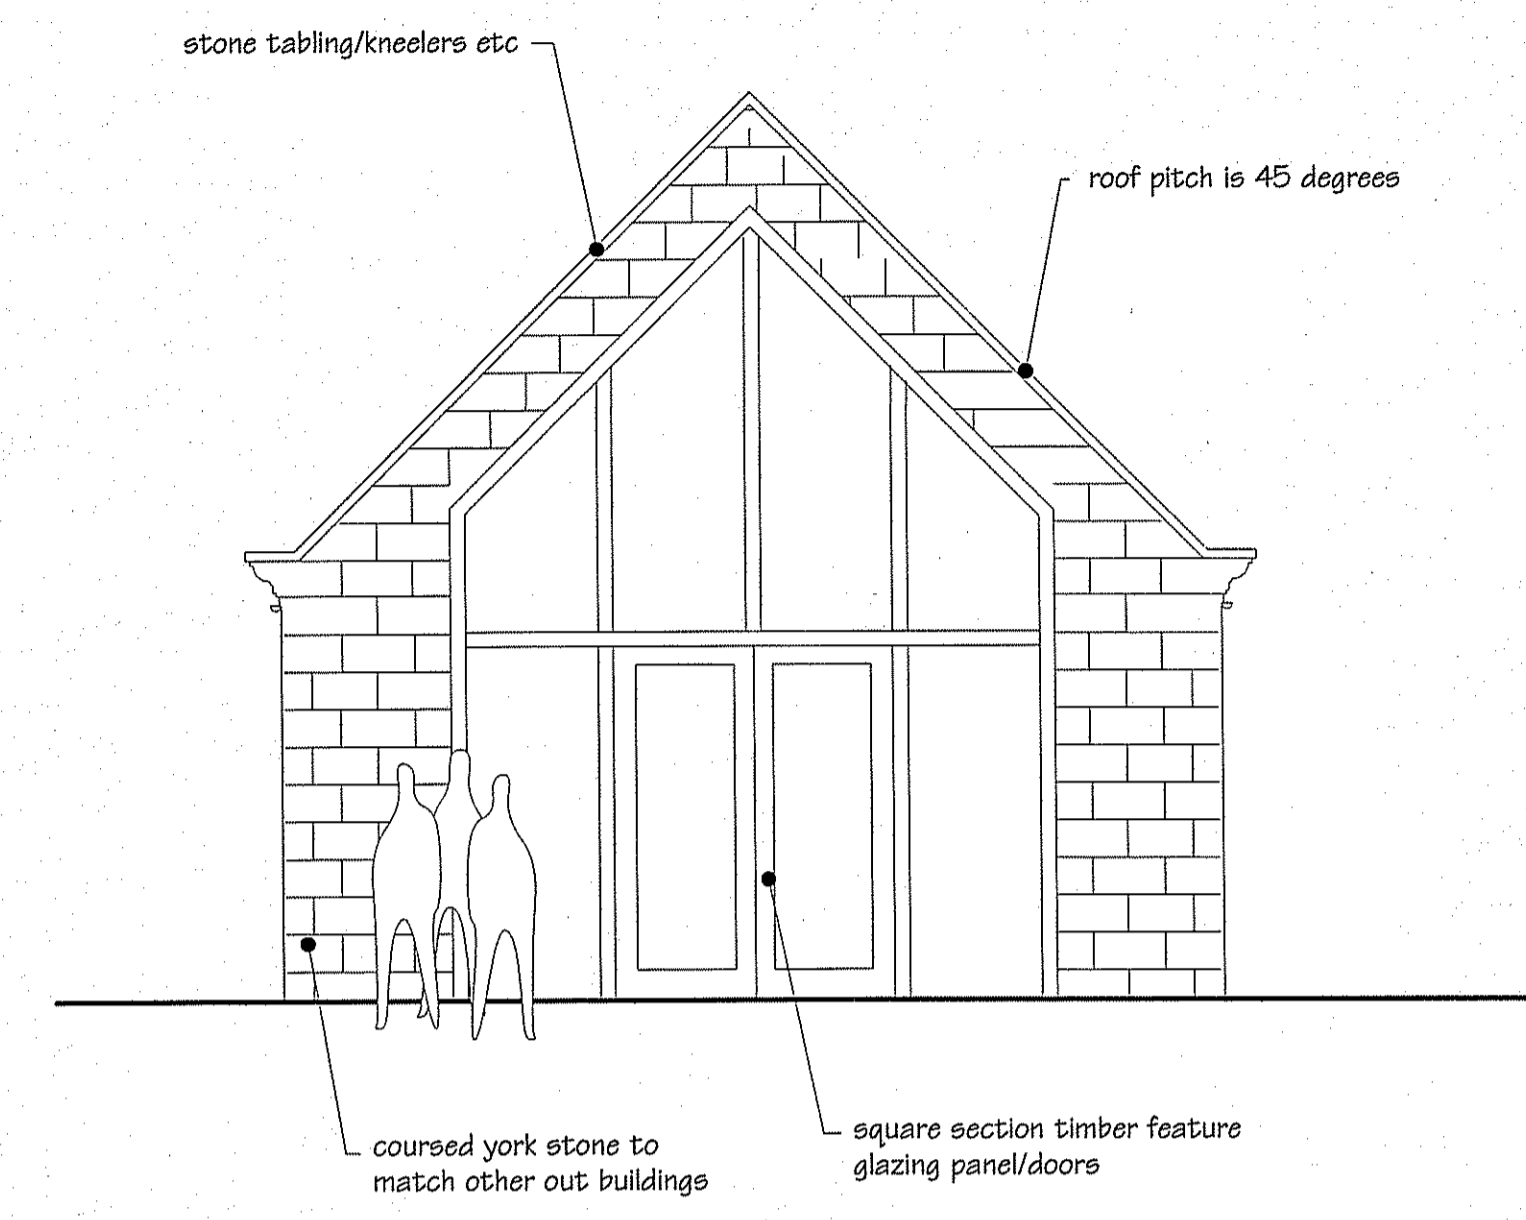 stone tabling/kneelers etc
roof pitch is 45 degrees
square section timber feature
glazing panel/doors
coursed york stone to
match other out buildings